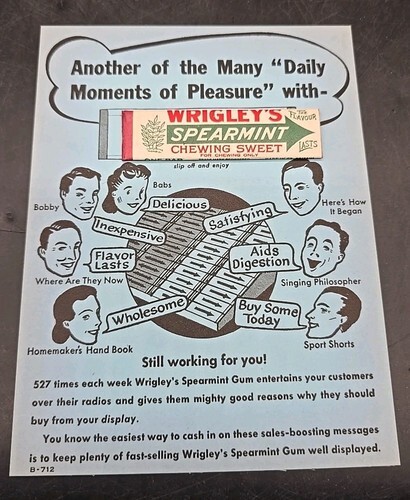 Another of the Many "Daily
Moments of Pleasure" with-
WRIGLEY'S
SPEARMINT
CHEWING SWEET
FOR CHEWING ONLY
TO THE
FLAVOUR
LASTS
slip off and enjoy
Bobby
Babs
Delicious
Inexpensive
Satisfying
Here's How
It Began
Flavor
Lasts
Where Are They Now
Aids
Digestion
Singing Philosopher
Wholesome
Homemaker's Hand Book
Buy Some
Today
Sport Shorts
Still working for you!
527 times each week Wrigley's Spearmint Gum entertains your customers
over their radios and gives them mighty good reasons why they should
buy from your display.
You know the easiest way to cash in on these sales-boosting messages
is to keep plenty of fast-selling Wrigley's Spearmint Gum well displayed.
B-712